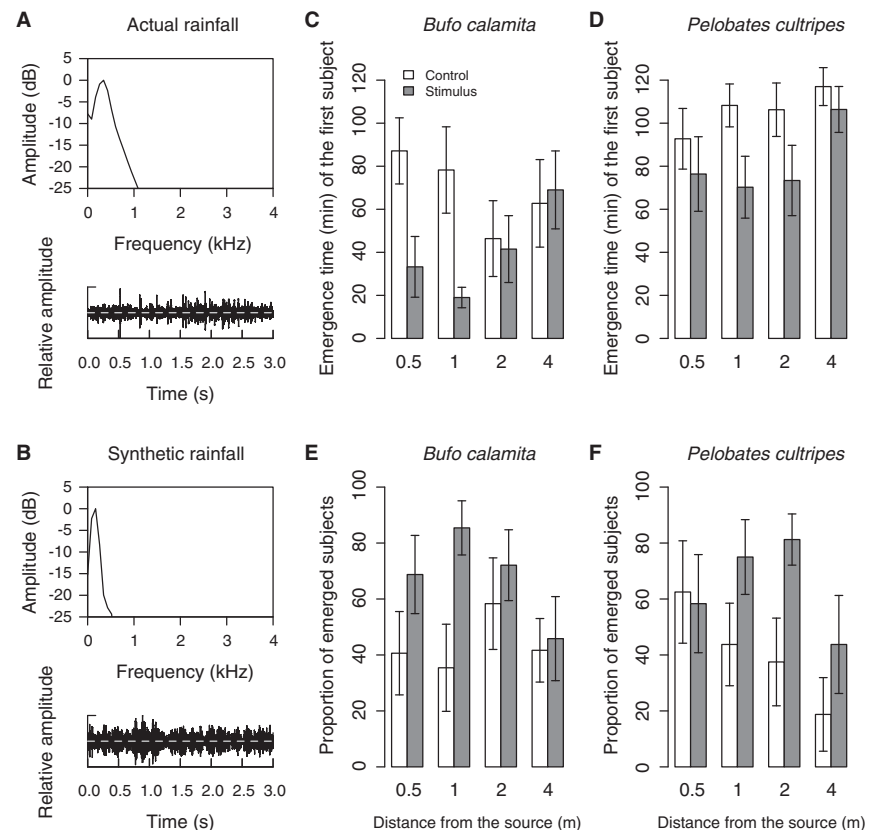 A Actual rainfall
Amplitude (dB)
5
0
-5
-10
-15
-20
-25
0 1 2 3 4
Frequency (kHz)
Relative amplitude
0.0 0.5 1.0 1.5 2.0 2.5 3.0
Time (s)
C Bufo calamita
Emergence time (min) of the first subject
120
100
80
60
40
20
0
Control
Stimulus
0.5 1 2 4
D Pelobates cultripes
Emergence time (min) of the first subject
120
100
80
60
40
20
0
0.5 1 2 4
B Synthetic rainfall
Amplitude (dB)
5
0
-5
-10
-15
-20
-25
0 1 2 3 4
Frequency (kHz)
Relative amplitude
0.0 0.5 1.0 1.5 2.0 2.5 3.0
Time (s)
E Bufo calamita
Proportion of emerged subjects
100
80
60
40
20
0
0.5 1 2 4
Distance from the source (m)
F Pelobates cultripes
Proportion of emerged subjects
100
80
60
40
20
0
0.5 1 2 4
Distance from the source (m)